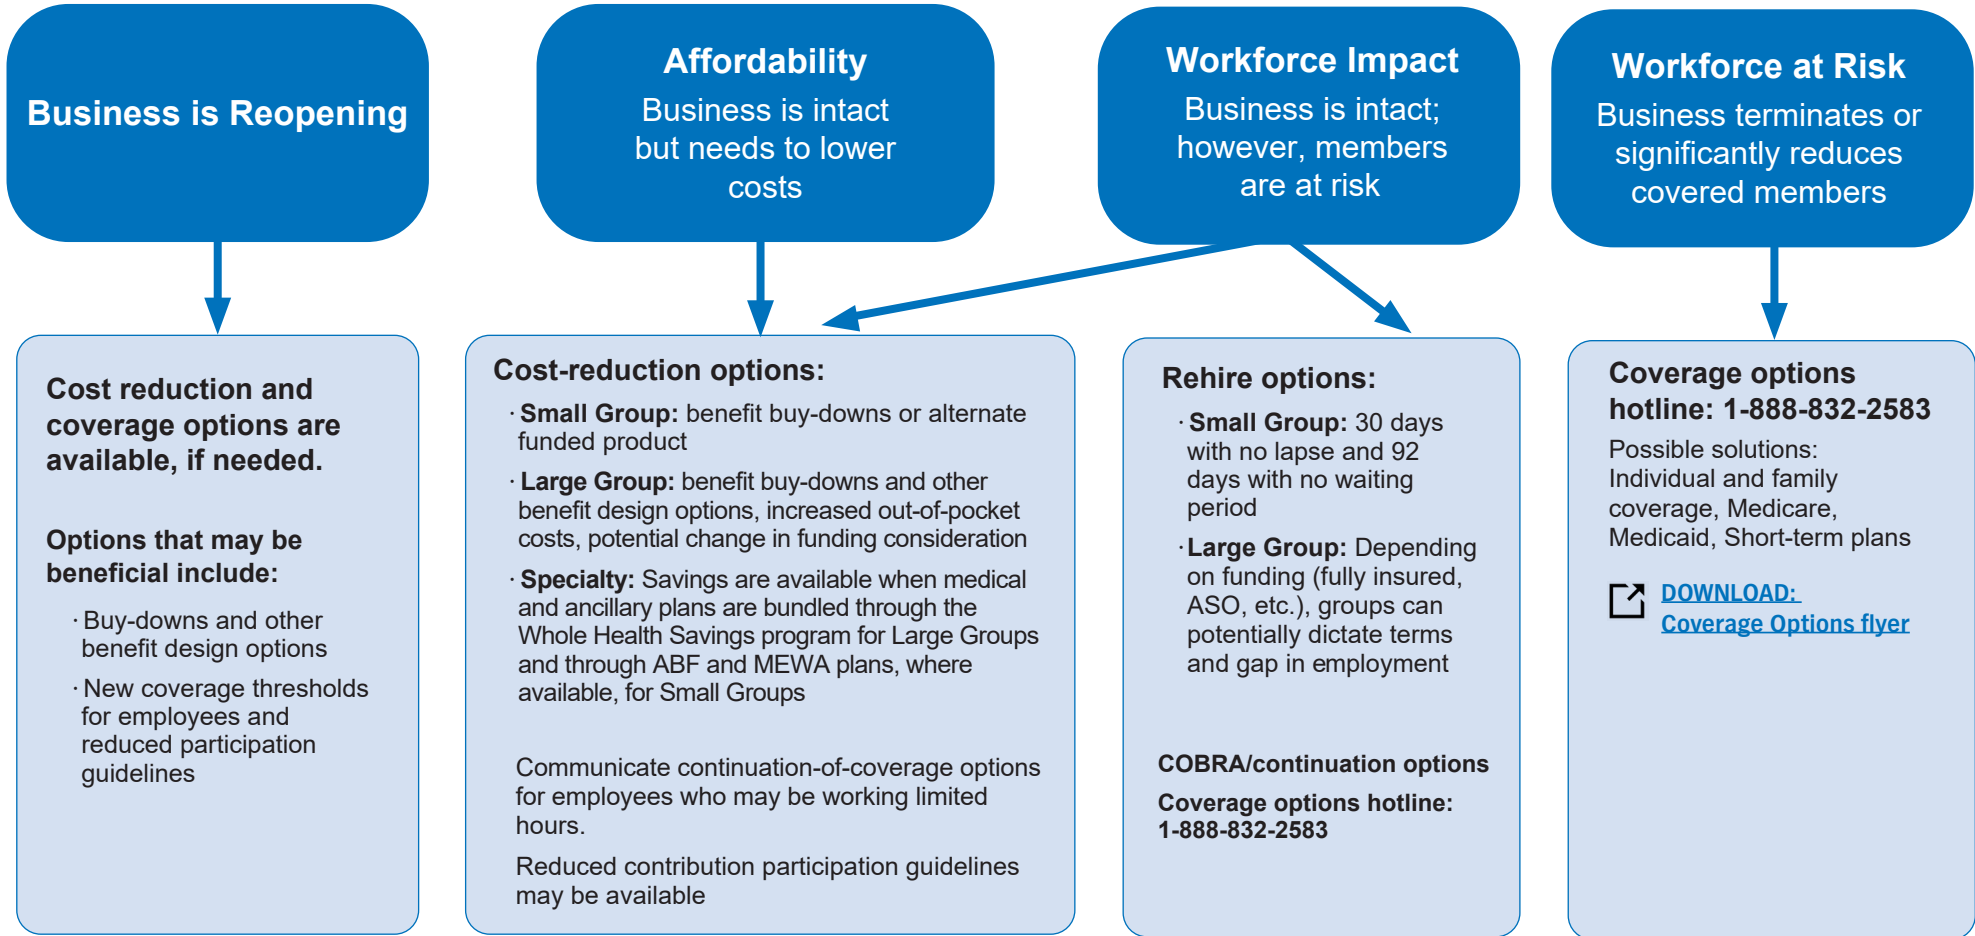 Business is Reopening
Affordability
Business is intact
but needs to lower
costs
Workforce Impact
Business is intact;
however, members
are at risk
Workforce at Risk
Business terminates or
significantly reduces
covered members
Cost reduction and
coverage options are
available, if needed.
Options that may be
beneficial include:
· Buy-downs and other
benefit design options
· New coverage thresholds
for employees and
reduced participation
guidelines
Cost-reduction options:
· Small Group: benefit buy-downs or alternate
funded product
· Large Group: benefit buy-downs and other
benefit design options, increased out-of-pocket
costs, potential change in funding consideration
· Specialty: Savings are available when medical
and ancillary plans are bundled through the
Whole Health Savings program for Large Groups
and through ABF and MEWA plans, where
available, for Small Groups
Communicate continuation-of-coverage options
for employees who may be working limited
hours.
Reduced contribution participation guidelines
may be available
Rehire options:
· Small Group: 30 days
with no lapse and 92
days with no waiting
period
· Large Group: Depending
on funding (fully insured,
ASO, etc.), groups can
potentially dictate terms
and gap in employment
COBRA/continuation options
Coverage options hotline:
1-888-832-2583
Coverage options
hotline: 1-888-832-2583
Possible solutions:
Individual and family
coverage, Medicare,
Medicaid, Short-term plans
DOWNLOAD:
Coverage Options flyer